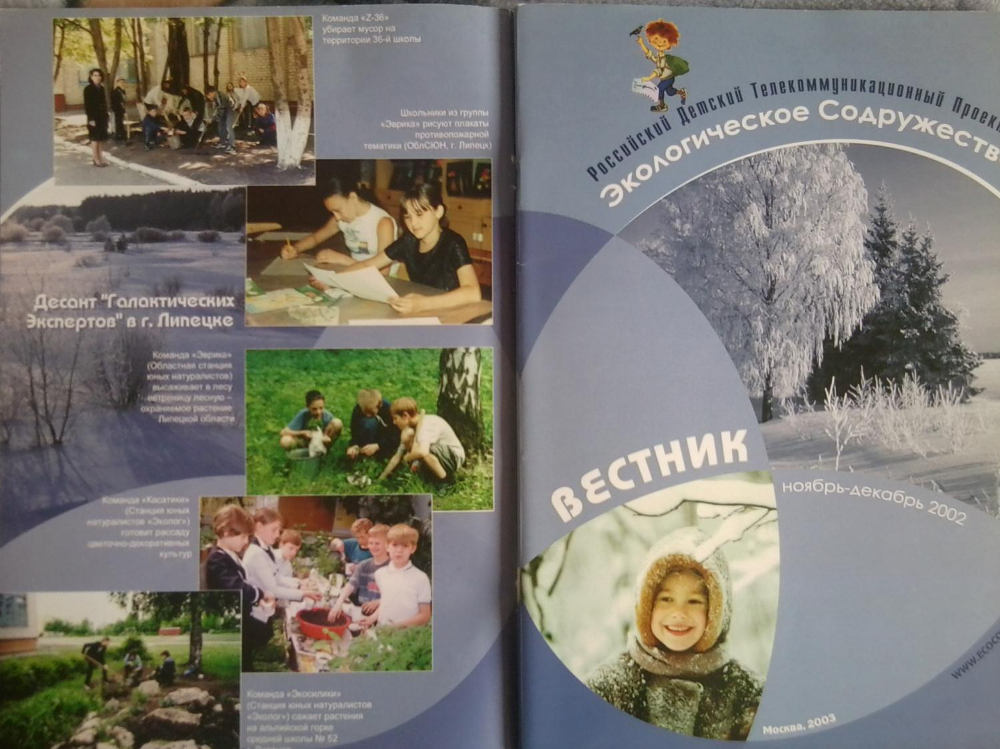 Команда «Z-36»
убирает мусор на
территории 36-й школы
Школьники из группы
«Эврика» рисуют плакаты
противопожарной
тематики (ОблСЮН, г. Липецк)
Десант "Галактических
Экспертов" в г. Липецке
Команда «Эврика»
(Областная станция
юных натуралистов)
высаживает в лесу
ветреницу лесную –
охраняемое растение
Липецкой области
Команда «Касатики»
(Станция юных
натуралистов «Эколог»)
готовит рассаду
цветочно-декоративных
культур
Команда «Экосилики»
(Станция юных натуралистов
«Эколог») сажает растения
на альпийской горке
средней школы № 52
Российский Детский Телекоммуникационный Проек
Экологическое Содружеств
ВЕСТНИК
ноябрь-декабрь 2002
www.ecoco
Москва, 2003